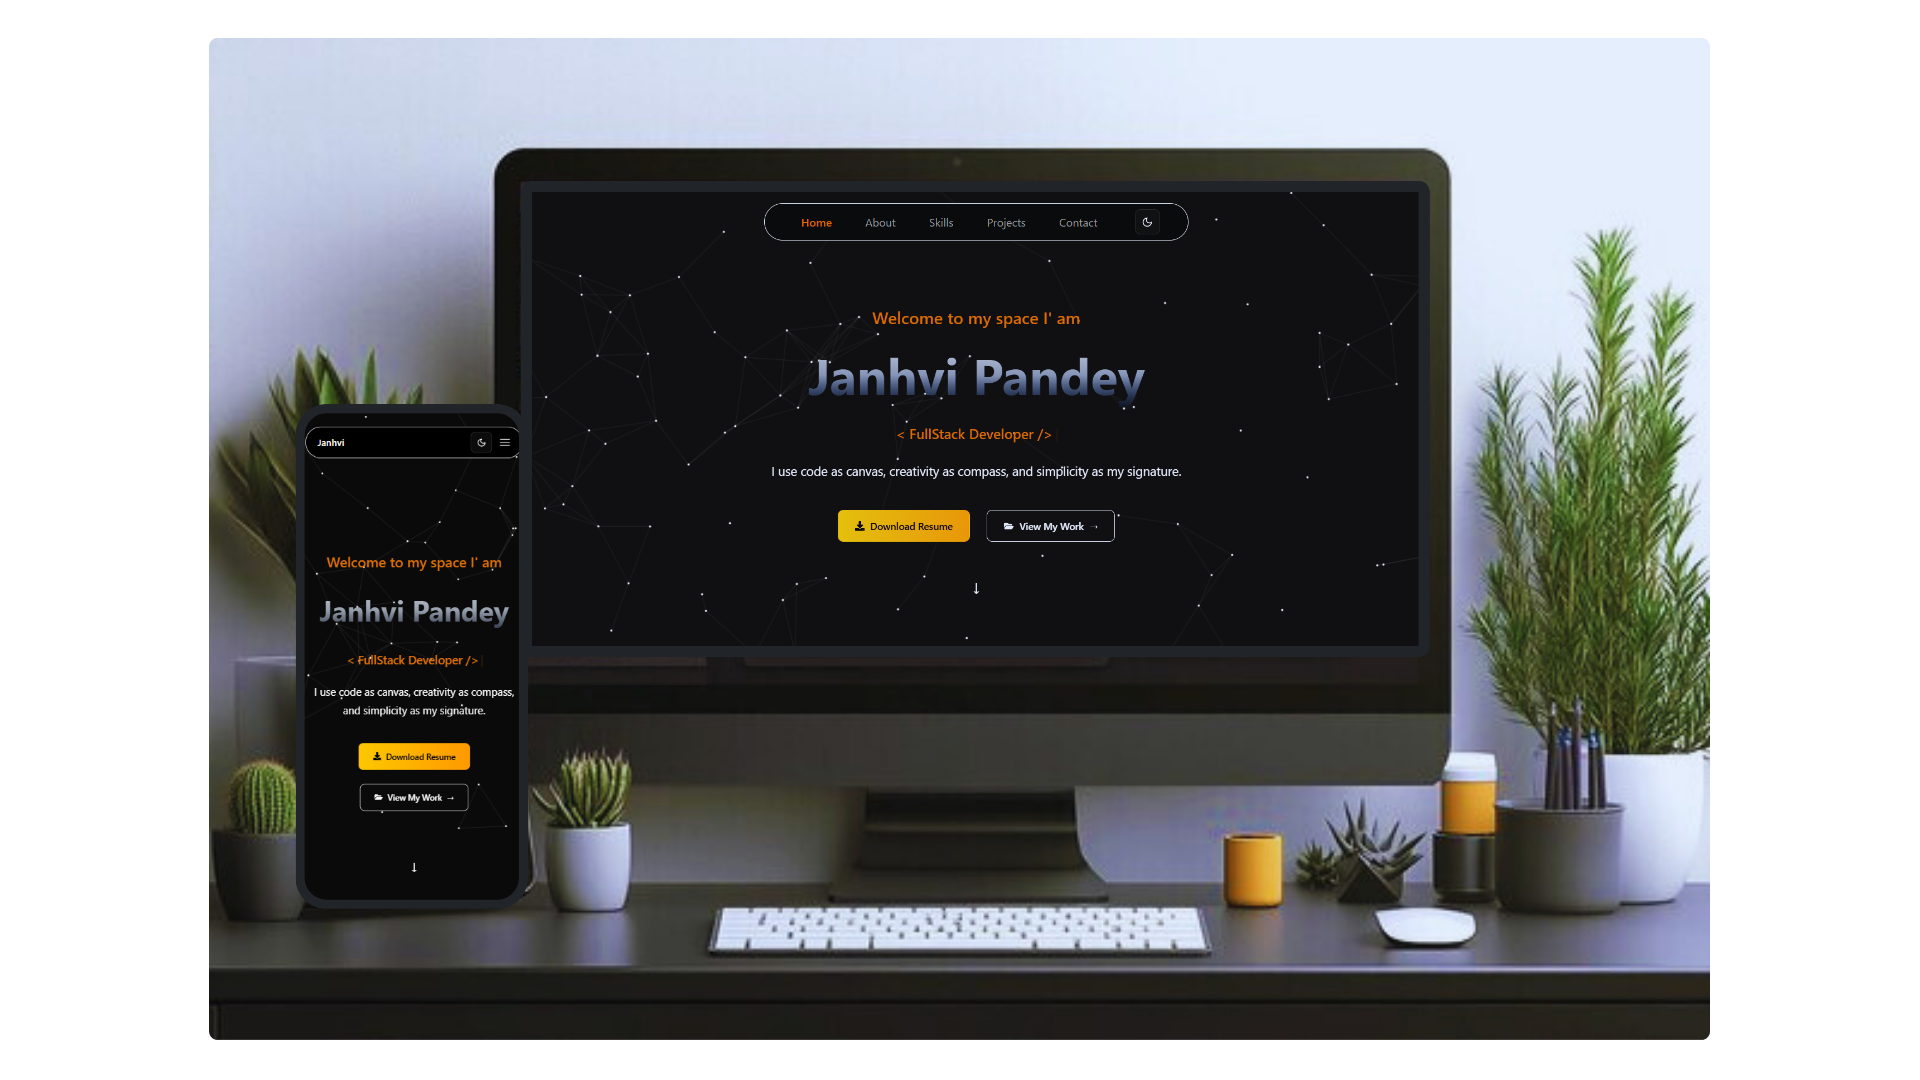 Home About Skills Projects Contact
Welcome to my space I' am
Janhvi Pandey
< FullStack Developer />
I use code as canvas, creativity as compass, and simplicity as my signature.
Download Resume View My Work →
↓
Janhvi
Welcome to my space I' am
Janhvi Pandey
< FullStack Developer />
I use code as canvas, creativity as compass,
and simplicity as my signature.
Download Resume
View My Work →
↓